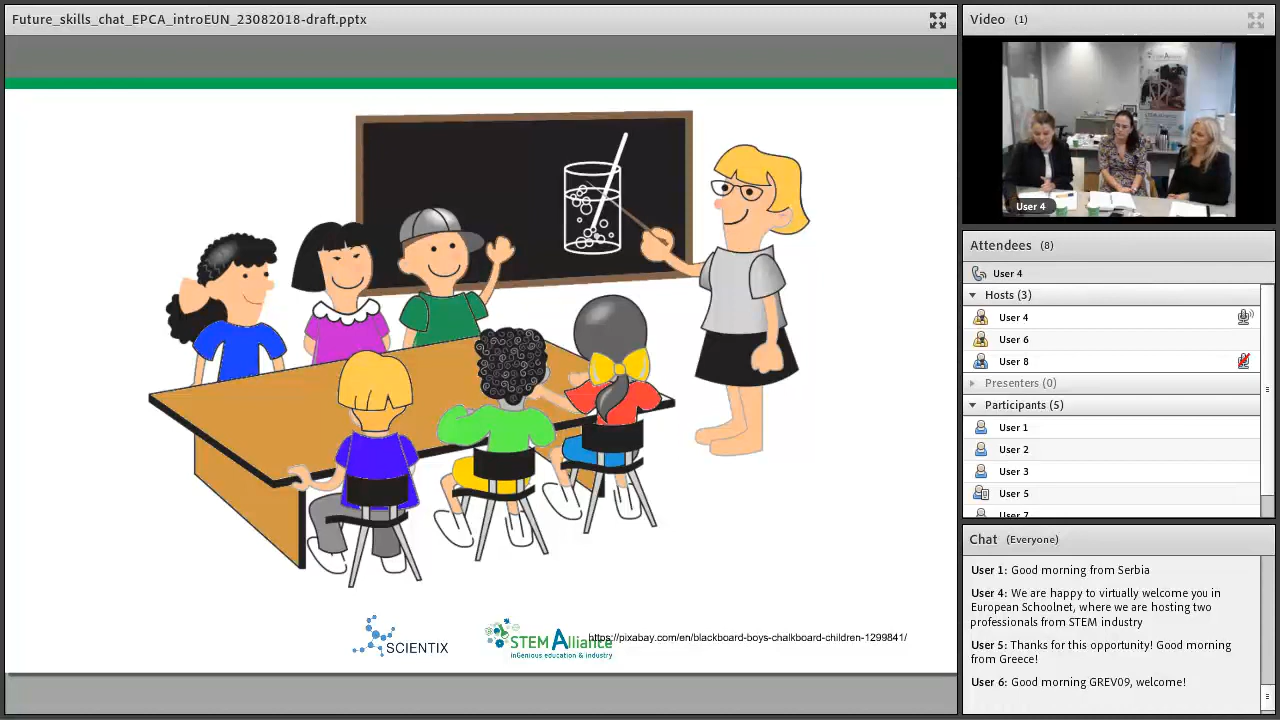 Future_skills_chat_EPCA_introEUN_23082018-draft.pptx
SCIENTIX
STEM Alliance
inGenious education & industry
https://pixabay.com/en/blackboard-boys-chalkboard-children-1299841/
Video (1)
User 4
Attendees (8)
User 4
Hosts (3)
User 4
User 6
User 8
Presenters (0)
Participants (5)
User 1
User 2
User 3
User 5
User 7
Chat (Everyone)
User 1: Good morning from Serbia
User 4: We are happy to virtually welcome you in
European Schoolnet, where we are hosting two
professionals from STEM industry
User 5: Thanks for this opportunity! Good morning
from Greece!
User 6: Good morning GREV09, welcome!